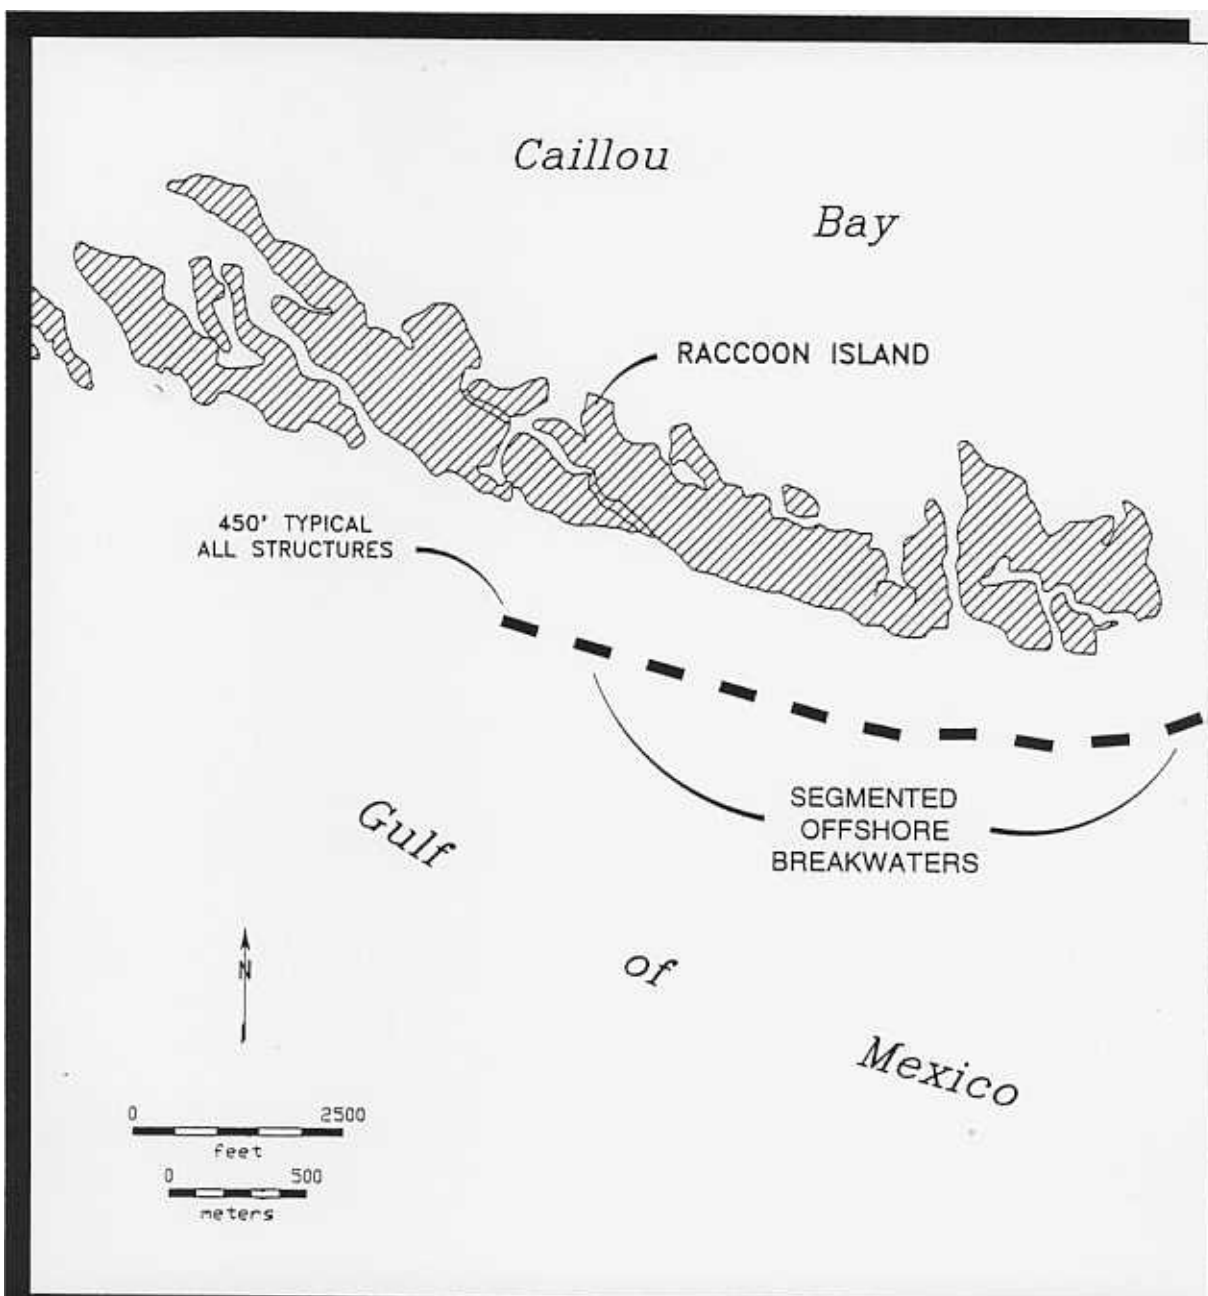 Caillou
Bay
RACCOON ISLAND
450' TYPICAL
ALL STRUCTURES
SEGMENTED
OFFSHORE
BREAKWATERS
Gulf
of
Mexico
N
0 2500
feet
0 500
meters